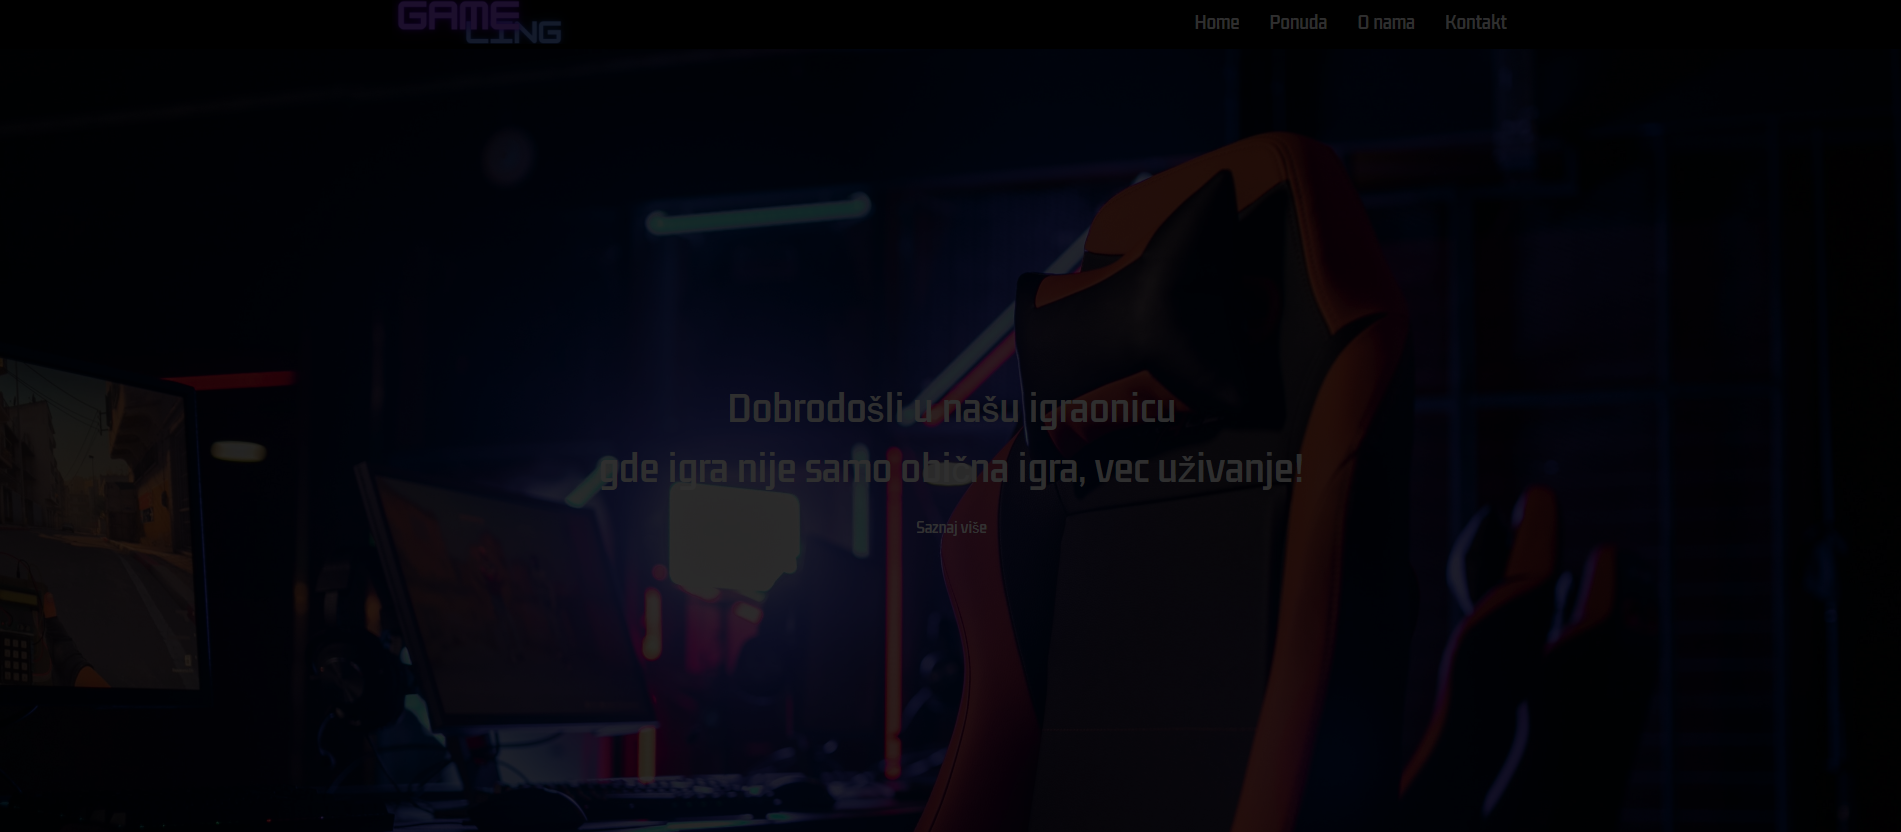 GAME
LING
Home Ponuda O nama Kontakt
Dobrodošli u našu igraonicu
gde igra nije samo obična igra, vec uživanje!
Saznaj više